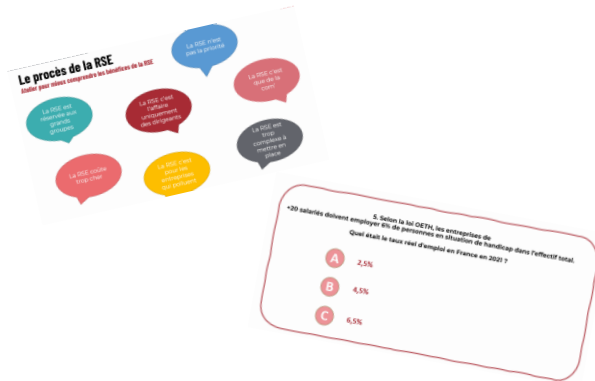 Le procès de la RSE
Atelier pour mieux comprendre les bénéfices de la RSE
La RSE n'est
pas la priorité
La RSE c'est
que de la
com'
La RSE est
réservée aux
grands
groupes
La RSE c'est
l'affaire
uniquement
des dirigeants
La RSE est
trop
complexe à
mettre en
place
La RSE coûte
trop cher
La RSE c'est
pour les
entreprises
qui polluent
5. Selon la loi OETH, les entreprises de
+20 salariés doivent employer 6% de personnes en situation de handicap dans l'effectif total.
Quel était le taux réel d'emploi en France en 2021 ?
A 2,5%
B 4,5%
C 6,5%